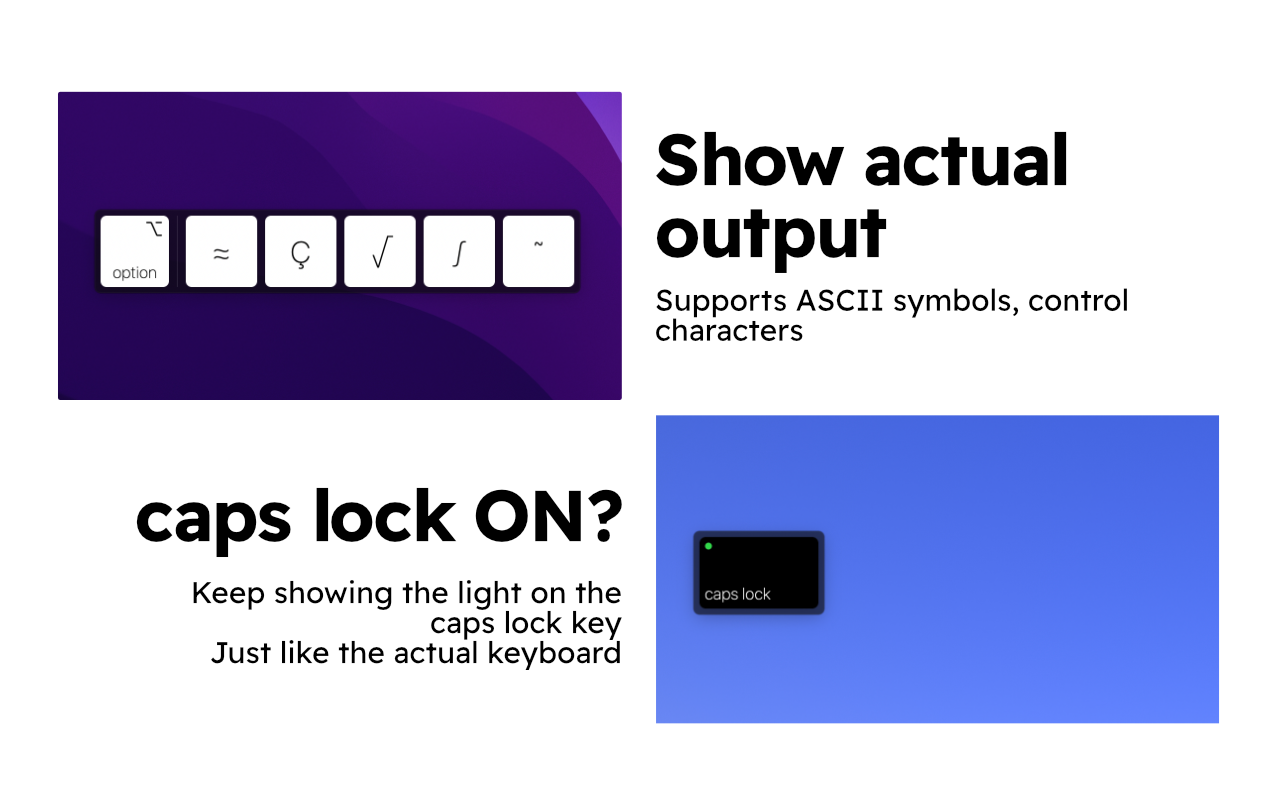 ⌥
option ≈ Ç √ ∫ ˜
Show actual
output
Supports ASCII symbols, control
characters
caps lock ON?
Keep showing the light on the
caps lock key
Just like the actual keyboard
caps lock